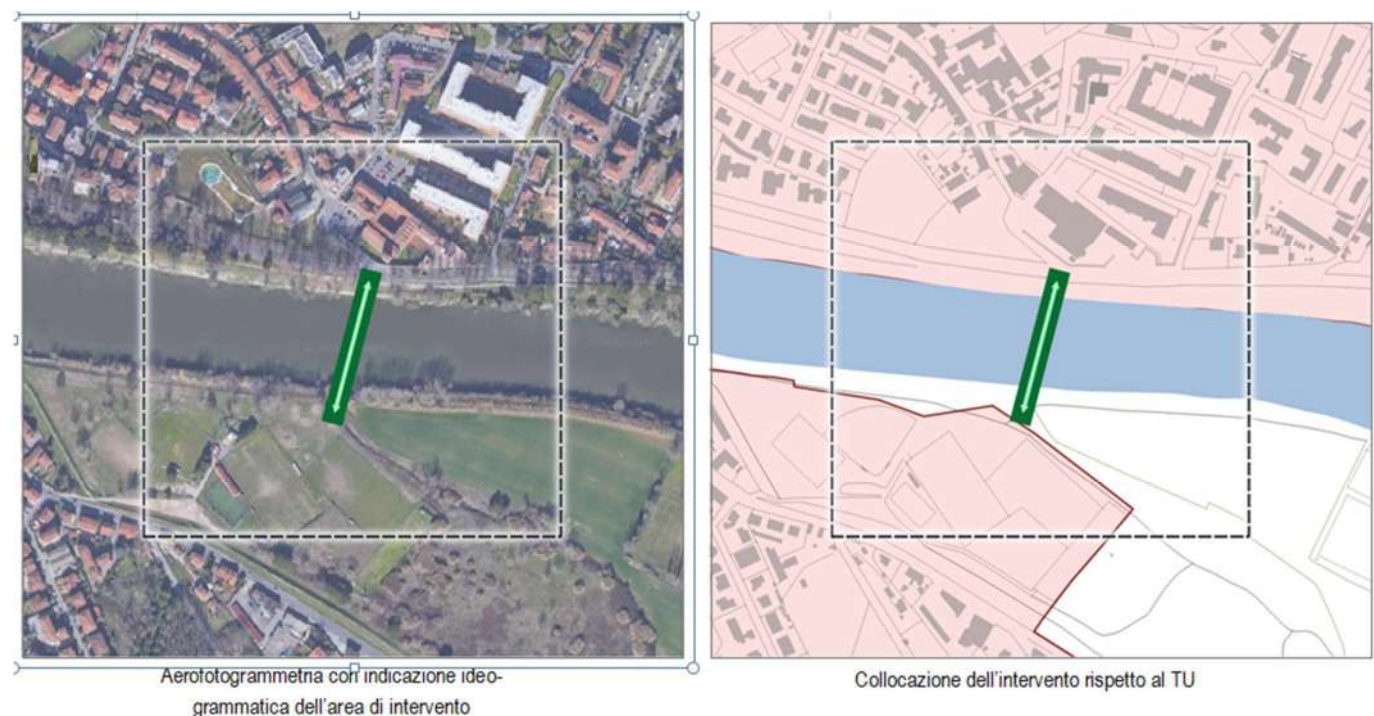 Aerofotogrammetria con indicazione ideo-
grammatica dell'area di intervento
Collocazione dell'intervento rispetto al TU